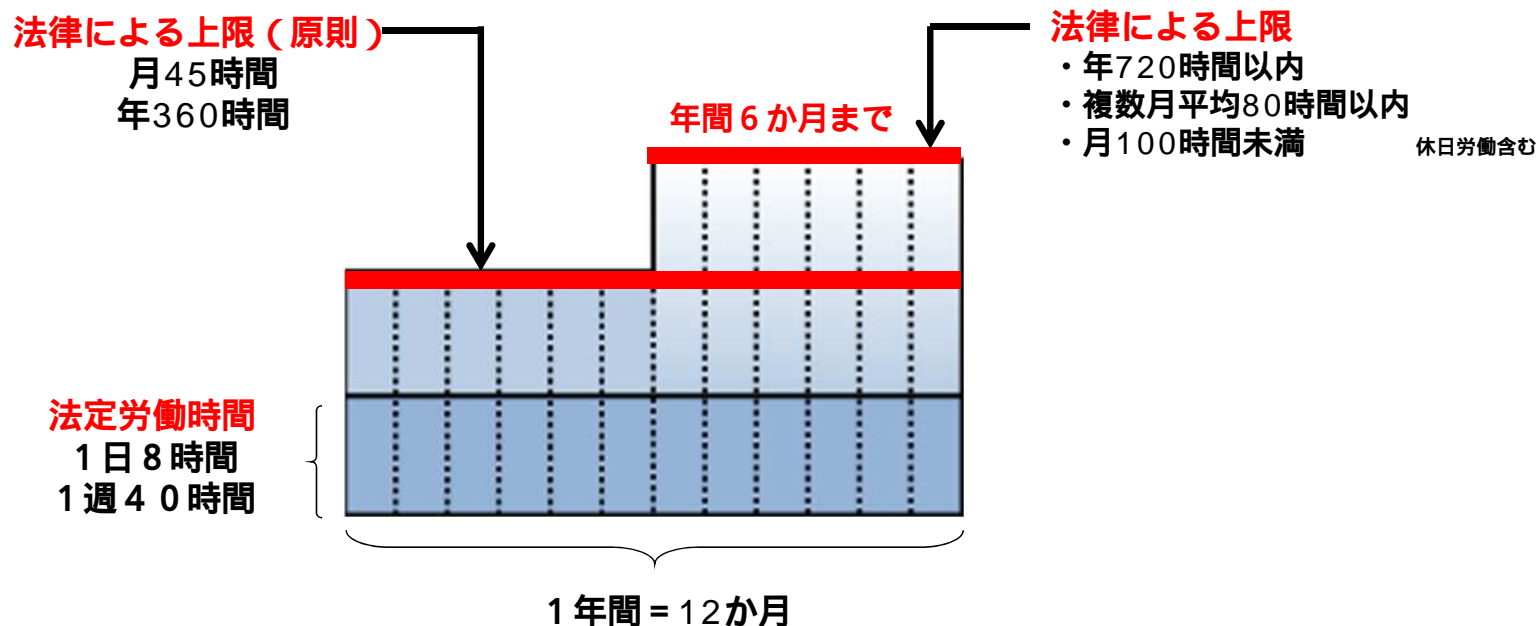 法律による上限（原則）
月45時間
年360時間
法律による上限
・年720時間以内
・複数月平均80時間以内
・月100時間未満
休日労働含む
年間６か月まで
法定労働時間
１日８時間
１週４０時間
１年間＝12か月